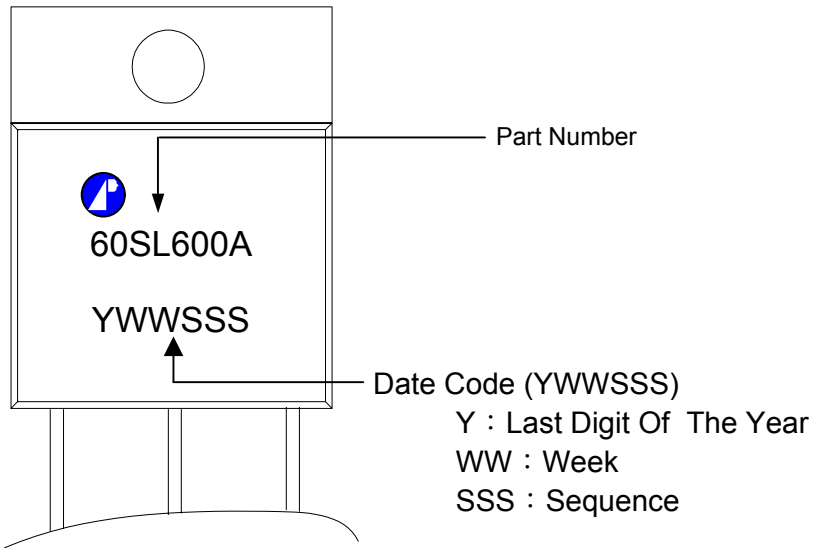 Part Number
60SL600A
YWWSSS
Date Code (YWWSSS)
Y：Last Digit Of The Year
WW：Week
SSS：Sequence